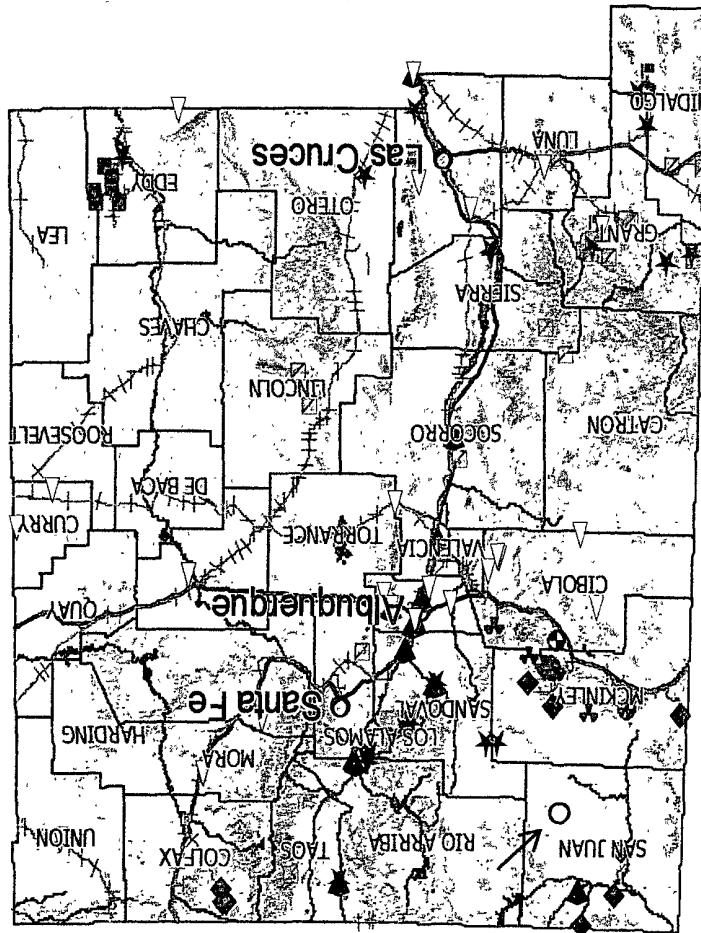 SAN JUAN
RIO ARRIBA
TAOS
COLFAX
UNION
MORA
HARDING
LOS ALAMOS
SANDOVAL
MCKINLEY
Santa Fe
Albuquerque
QUAY
CIBOLA
VALENCIA
TORRANCE
CURRY
DE BACA
ROOSEVELT
CATRON
SOCORRO
LINCOLN
CHAVES
SIERRA
GRANT
OTERO
LEA
EDDY
Las Cruces
LUNA
HIDALGO